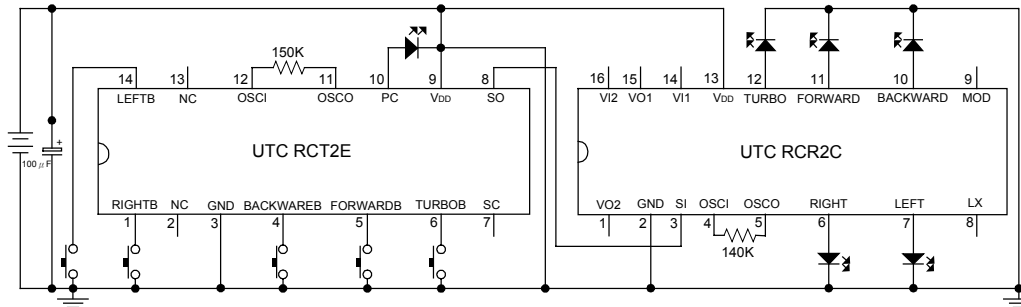 150K
14 13 12 11 10 9 8
LEFTB NC OSCI OSCO PC VDD SO
UTC RCT2E
RIGHTB NC GND BACKWAREB FORWARDB TURBOB SC
1 2 3 4 5 6 7
100μF
+
16 15 14 13 12 11 10 9
VI2 VO1 VI1 VDD TURBO FORWARD BACKWARD MOD
UTC RCR2C
VO2 GND SI OSCI OSCO RIGHT LEFT LX
1 2 3 4 5 6 7 8
140K